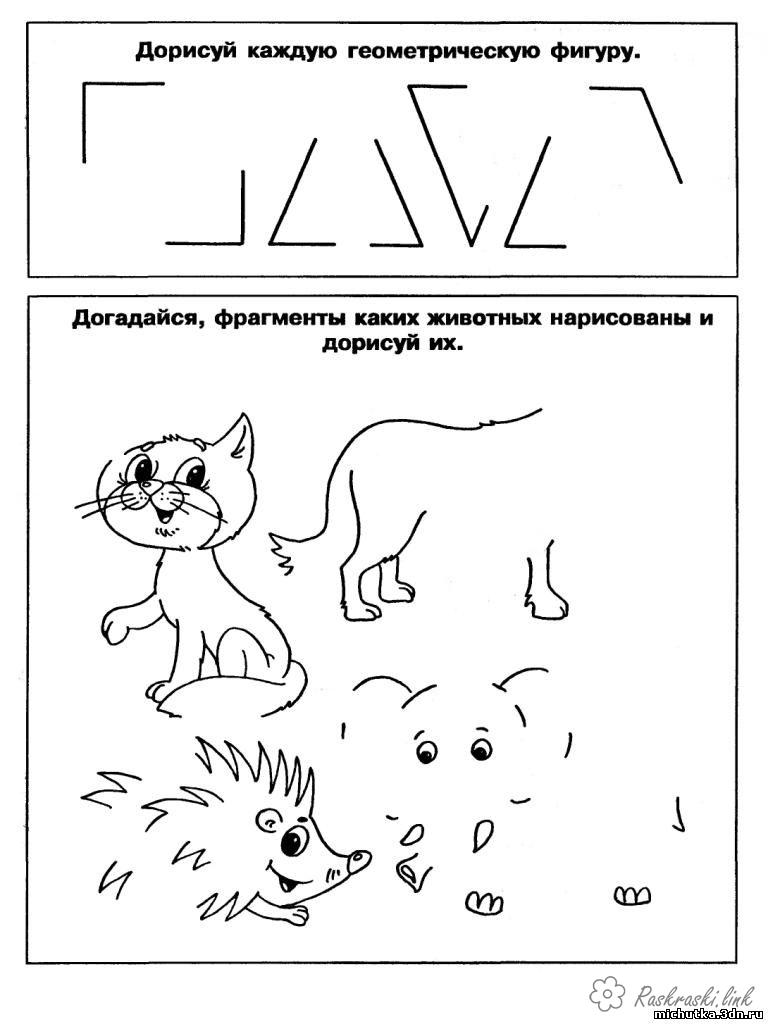 Дорисуй каждую геометрическую фигуру.
Догадайся, фрагменты каких животных нарисованы и
дорисуй их.
Raskraski.link
michutka.3dn.ru